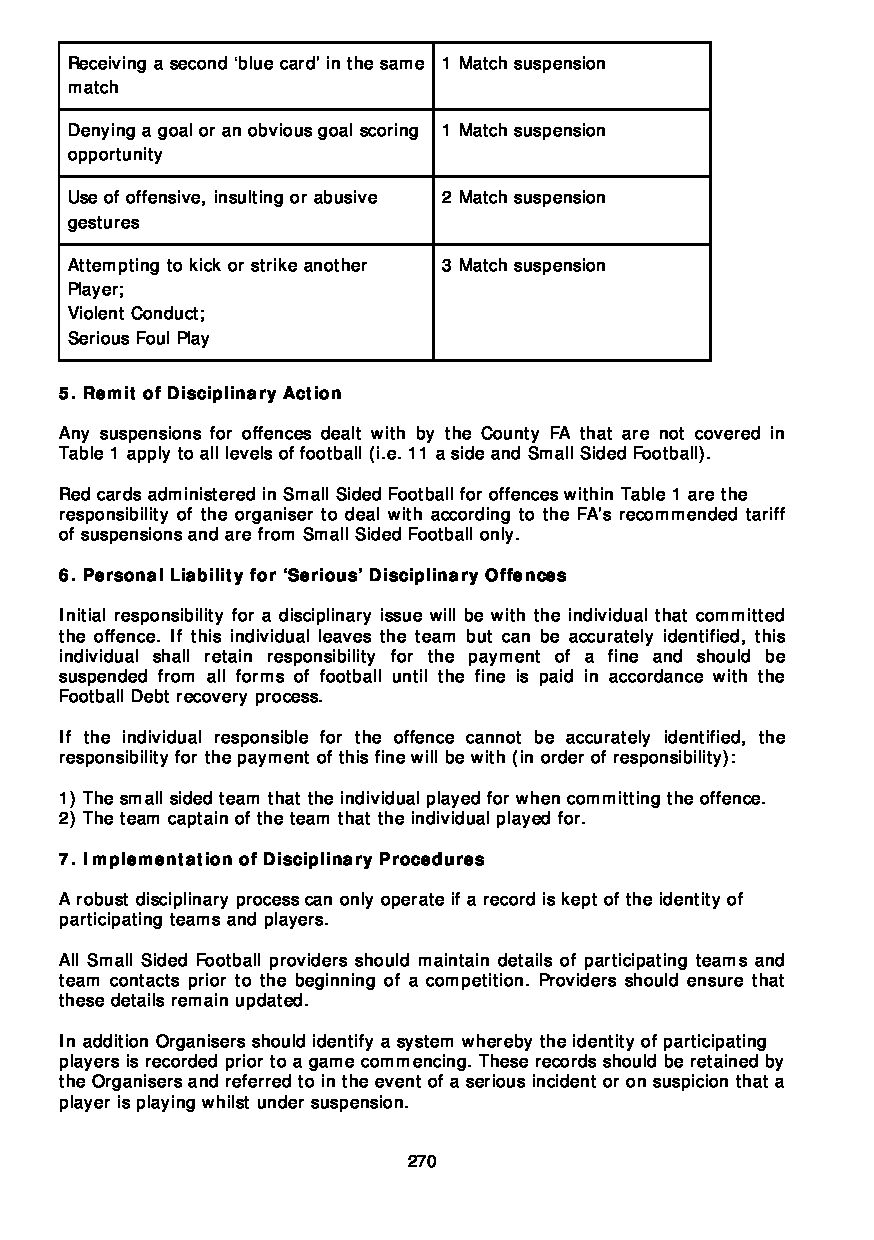 Receiving a second ‘blue card’ in the same
match
1 Match suspension
Denying a goal or an obvious goal scoring
opportunity
1 Match suspension
Use of offensive, insulting or abusive
gestures
2 Match suspension
Attempting to kick or strike another
Player;
Violent Conduct;
Serious Foul Play
3 Match suspension
5. Remit of Disciplinary Action
Any suspensions for offences dealt with by the County FA that are not covered in
Table 1 apply to all levels of football (i.e. 11 a side and Small Sided Football).
Red cards administered in Small Sided Football for offences within Table 1 are the
responsibility of the organiser to deal with according to the FA’s recommended tariff
of suspensions and are from Small Sided Football only.
6. Personal Liability for ‘Serious’ Disciplinary Offences
Initial responsibility for a disciplinary issue will be with the individual that committed
the offence. If this individual leaves the team but can be accurately identified, this
individual shall retain responsibility for the payment of a fine and should be
suspended from all forms of football until the fine is paid in accordance with the
Football Debt recovery process.
If the individual responsible for the offence cannot be accurately identified, the
responsibility for the payment of this fine will be with (in order of responsibility):
1) The small sided team that the individual played for when committing the offence.
2) The team captain of the team that the individual played for.
7. Implementation of Disciplinary Procedures
A robust disciplinary process can only operate if a record is kept of the identity of
participating teams and players.
All Small Sided Football providers should maintain details of participating teams and
team contacts prior to the beginning of a competition. Providers should ensure that
these details remain updated.
In addition Organisers should identify a system whereby the identity of participating
players is recorded prior to a game commencing. These records should be retained by
the Organisers and referred to in the event of a serious incident or on suspicion that a
player is playing whilst under suspension.
270